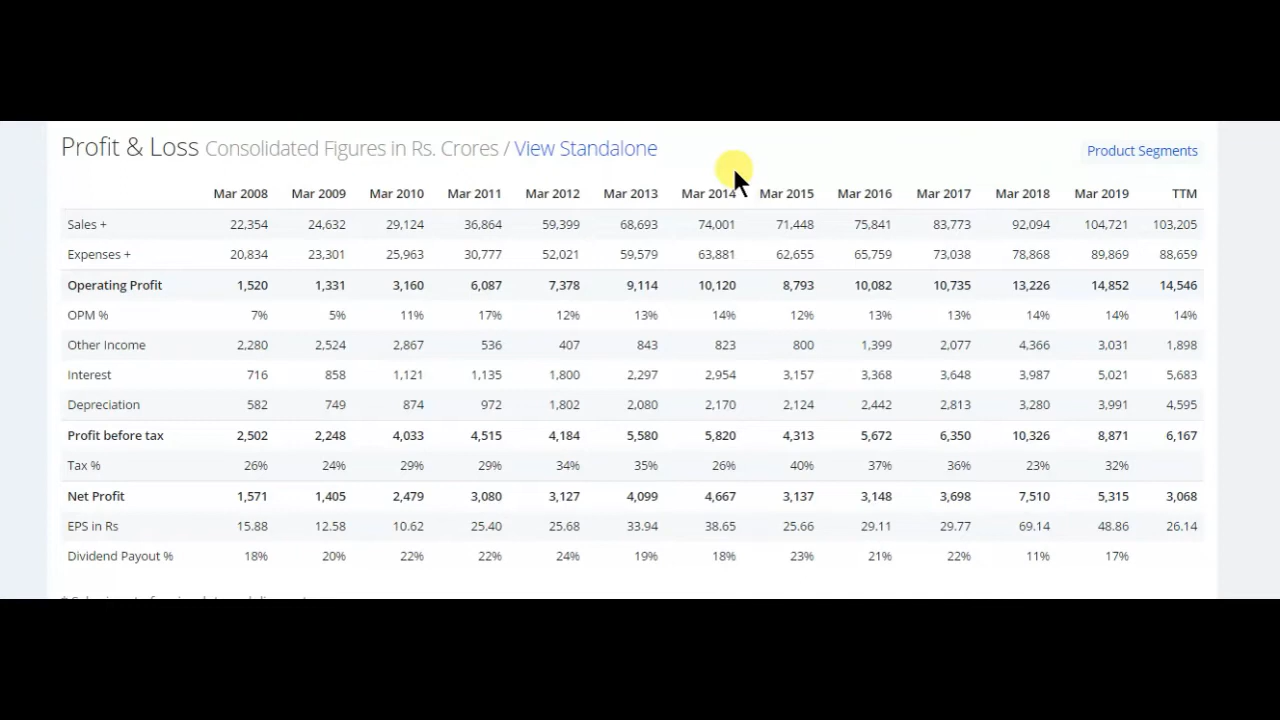 Profit & Loss Consolidated Figures in Rs. Crores / View Standalone
Product Segments
Mar 2008 Mar 2009 Mar 2010 Mar 2011 Mar 2012 Mar 2013 Mar 2014 Mar 2015 Mar 2016 Mar 2017 Mar 2018 Mar 2019 TTM
Sales + 22,354 24,632 29,124 36,864 59,399 68,693 74,001 71,448 75,841 83,773 92,094 104,721 103,205
Expenses + 20,834 23,301 25,963 30,777 52,021 59,579 63,881 62,655 65,759 73,038 78,868 89,869 88,659
Operating Profit 1,520 1,331 3,160 6,087 7,378 9,114 10,120 8,793 10,082 10,735 13,226 14,852 14,546
OPM % 7% 5% 11% 17% 12% 13% 14% 12% 13% 13% 14% 14% 14%
Other Income 2,280 2,524 2,867 536 407 843 823 800 1,399 2,077 4,366 3,031 1,898
Interest 716 858 1,121 1,135 1,800 2,297 2,954 3,157 3,368 3,648 3,987 5,021 5,683
Depreciation 582 749 874 972 1,802 2,080 2,170 2,124 2,442 2,813 3,280 3,991 4,595
Profit before tax 2,502 2,248 4,033 4,515 4,184 5,580 5,820 4,313 5,672 6,350 10,326 8,871 6,167
Tax % 26% 24% 29% 29% 34% 35% 26% 40% 37% 36% 23% 32%
Net Profit 1,571 1,405 2,479 3,080 3,127 4,099 4,667 3,137 3,148 3,698 7,510 5,315 3,068
EPS in Rs 15.88 12.58 10.62 25.40 25.68 33.94 38.65 25.66 29.11 29.77 69.14 48.86 26.14
Dividend Payout % 18% 20% 22% 22% 24% 19% 18% 23% 21% 22% 11% 17%